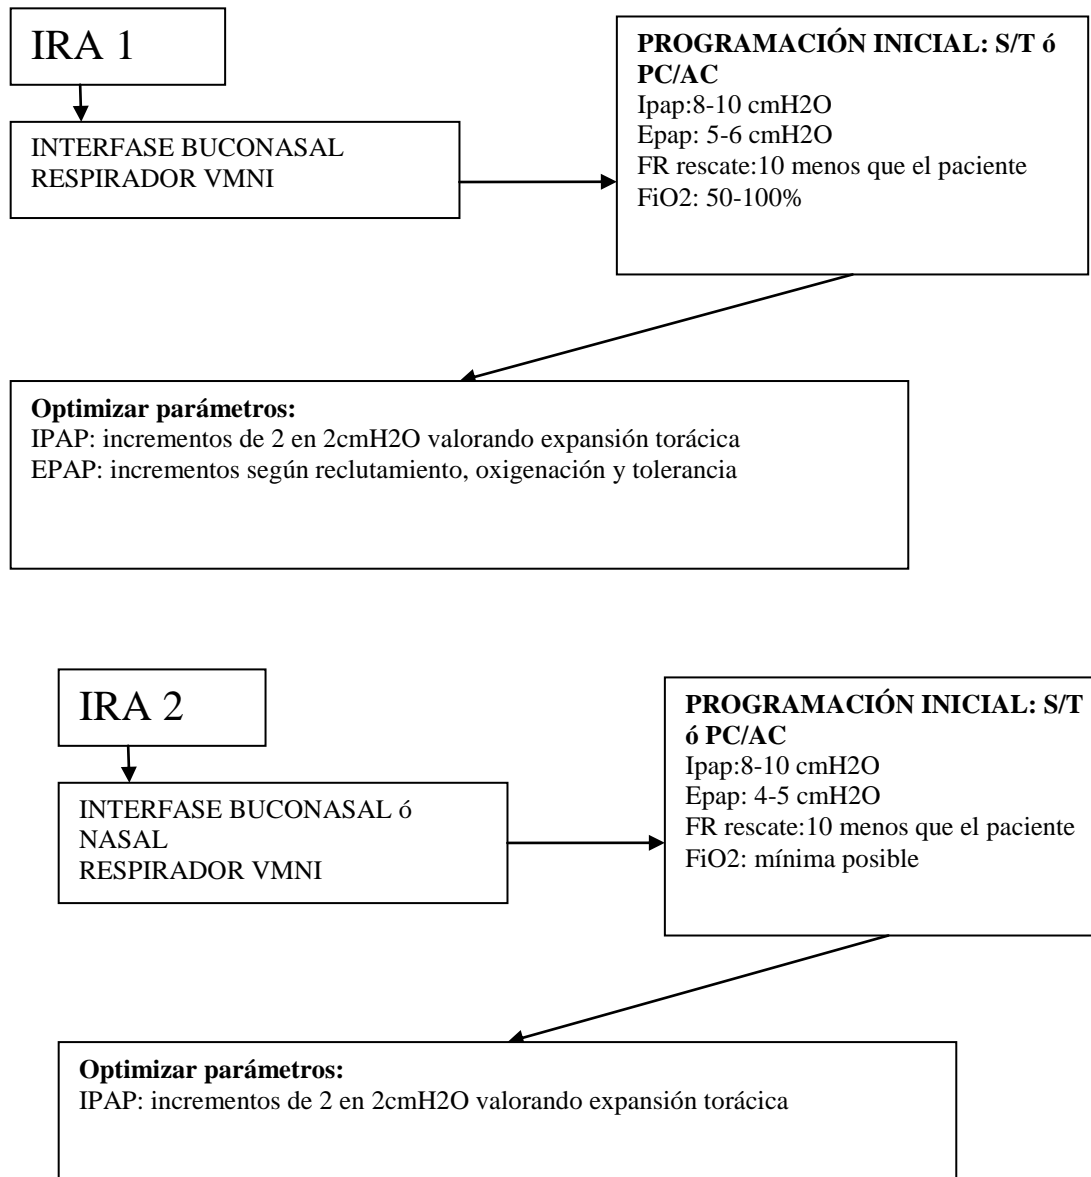 IRA 1
INTERFASE BUCONASAL
RESPIRADOR VMNI
PROGRAMACIÓN INICIAL: S/T ó
PC/AC
Ipap:8-10 cmH2O
Epap: 5-6 cmH2O
FR rescate:10 menos que el paciente
FiO2: 50-100%
Optimizar parámetros:
IPAP: incrementos de 2 en 2cmH2O valorando expansión torácica
EPAP: incrementos según reclutamiento, oxigenación y tolerancia
IRA 2
INTERFASE BUCONASAL ó
NASAL
RESPIRADOR VMNI
PROGRAMACIÓN INICIAL: S/T
ó PC/AC
Ipap:8-10 cmH2O
Epap: 4-5 cmH2O
FR rescate:10 menos que el paciente
FiO2: mínima posible
Optimizar parámetros:
IPAP: incrementos de 2 en 2cmH2O valorando expansión torácica